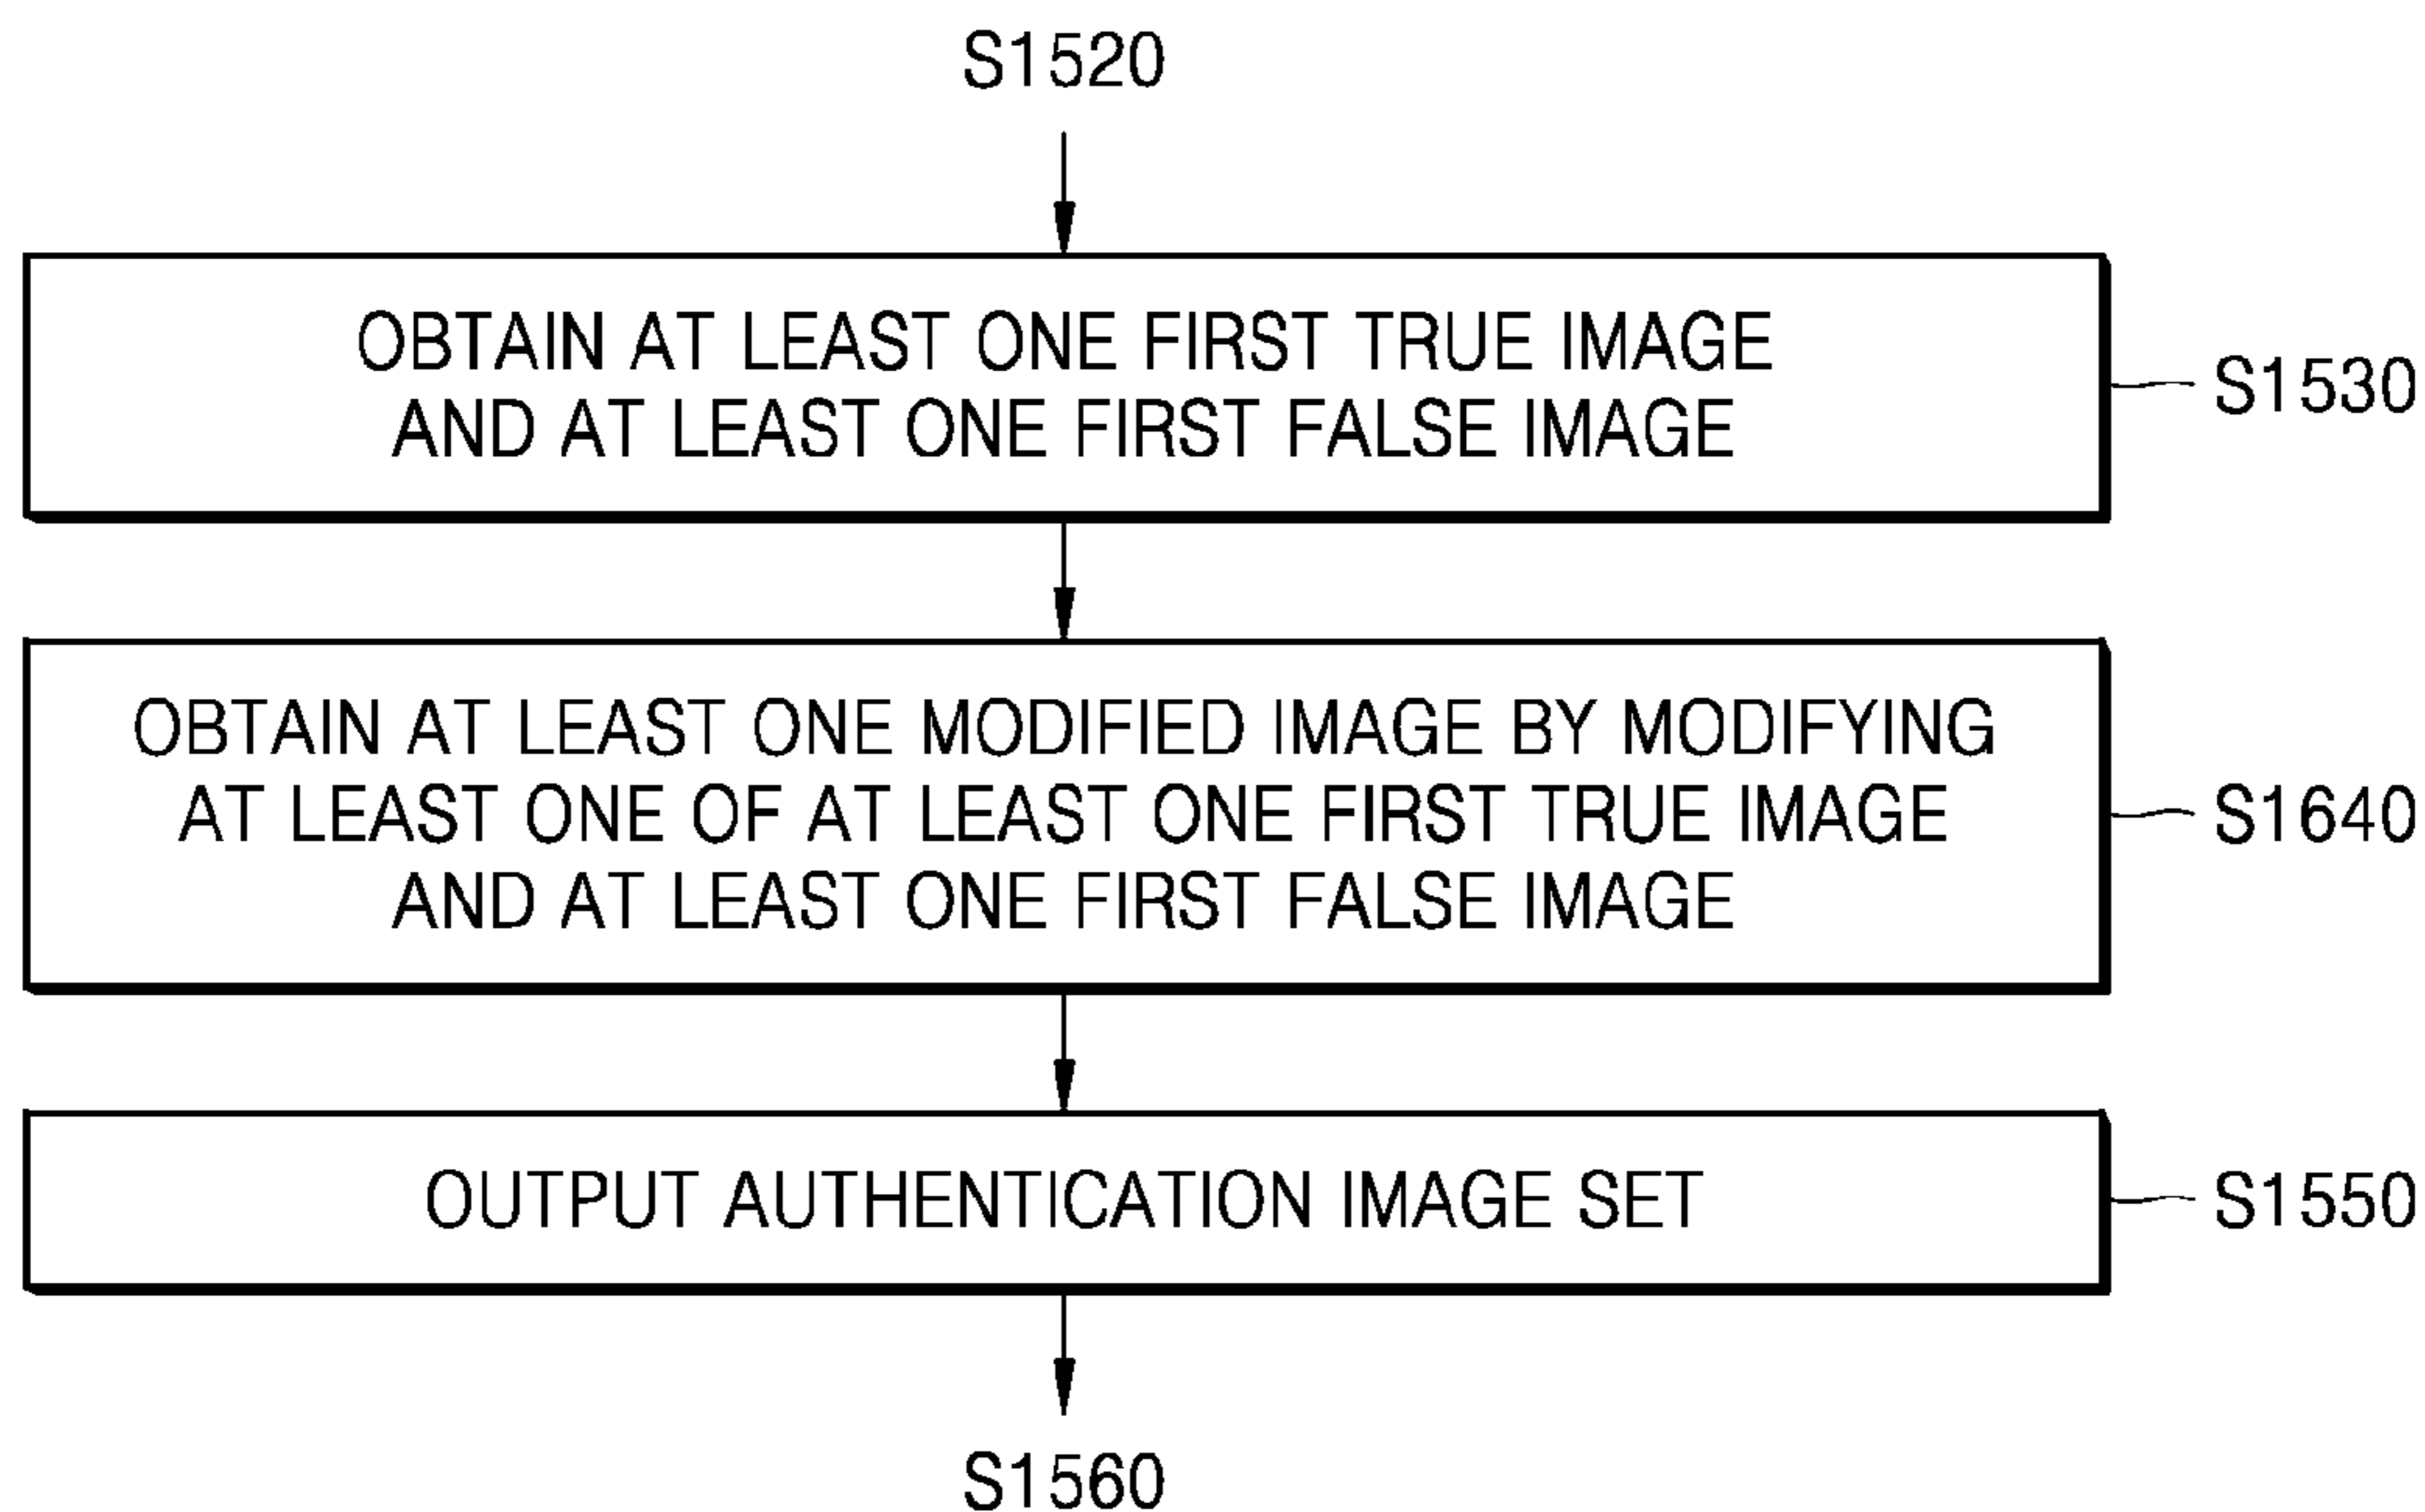 S1520
OBTAIN AT LEAST ONE FIRST TRUE IMAGE
AND AT LEAST ONE FIRST FALSE IMAGE
S1530
OBTAIN AT LEAST ONE MODIFIED IMAGE BY MODIFYING
AT LEAST ONE OF AT LEAST ONE FIRST TRUE IMAGE
AND AT LEAST ONE FIRST FALSE IMAGE
S1640
OUTPUT AUTHENTICATION IMAGE SET
S1550
S1560